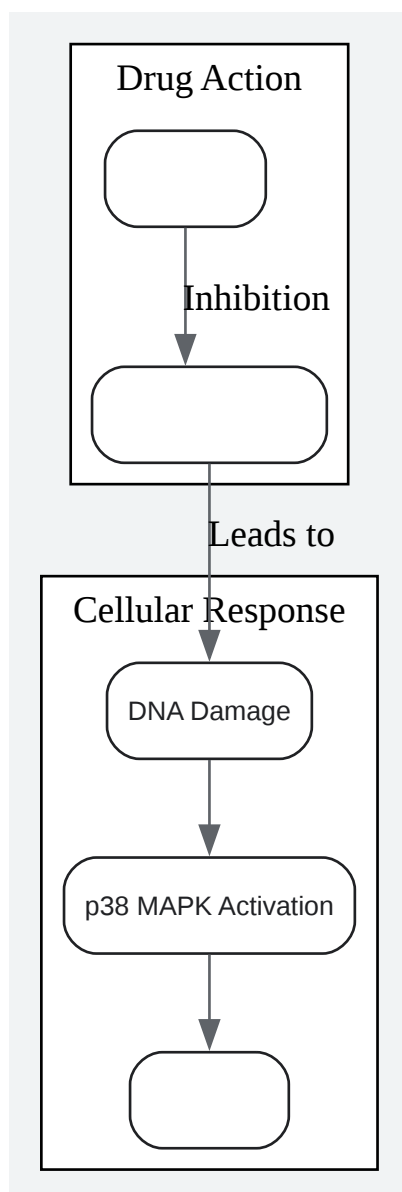 Drug Action
Inhibition
Leads to
Cellular Response
DNA Damage
p38 MAPK Activation